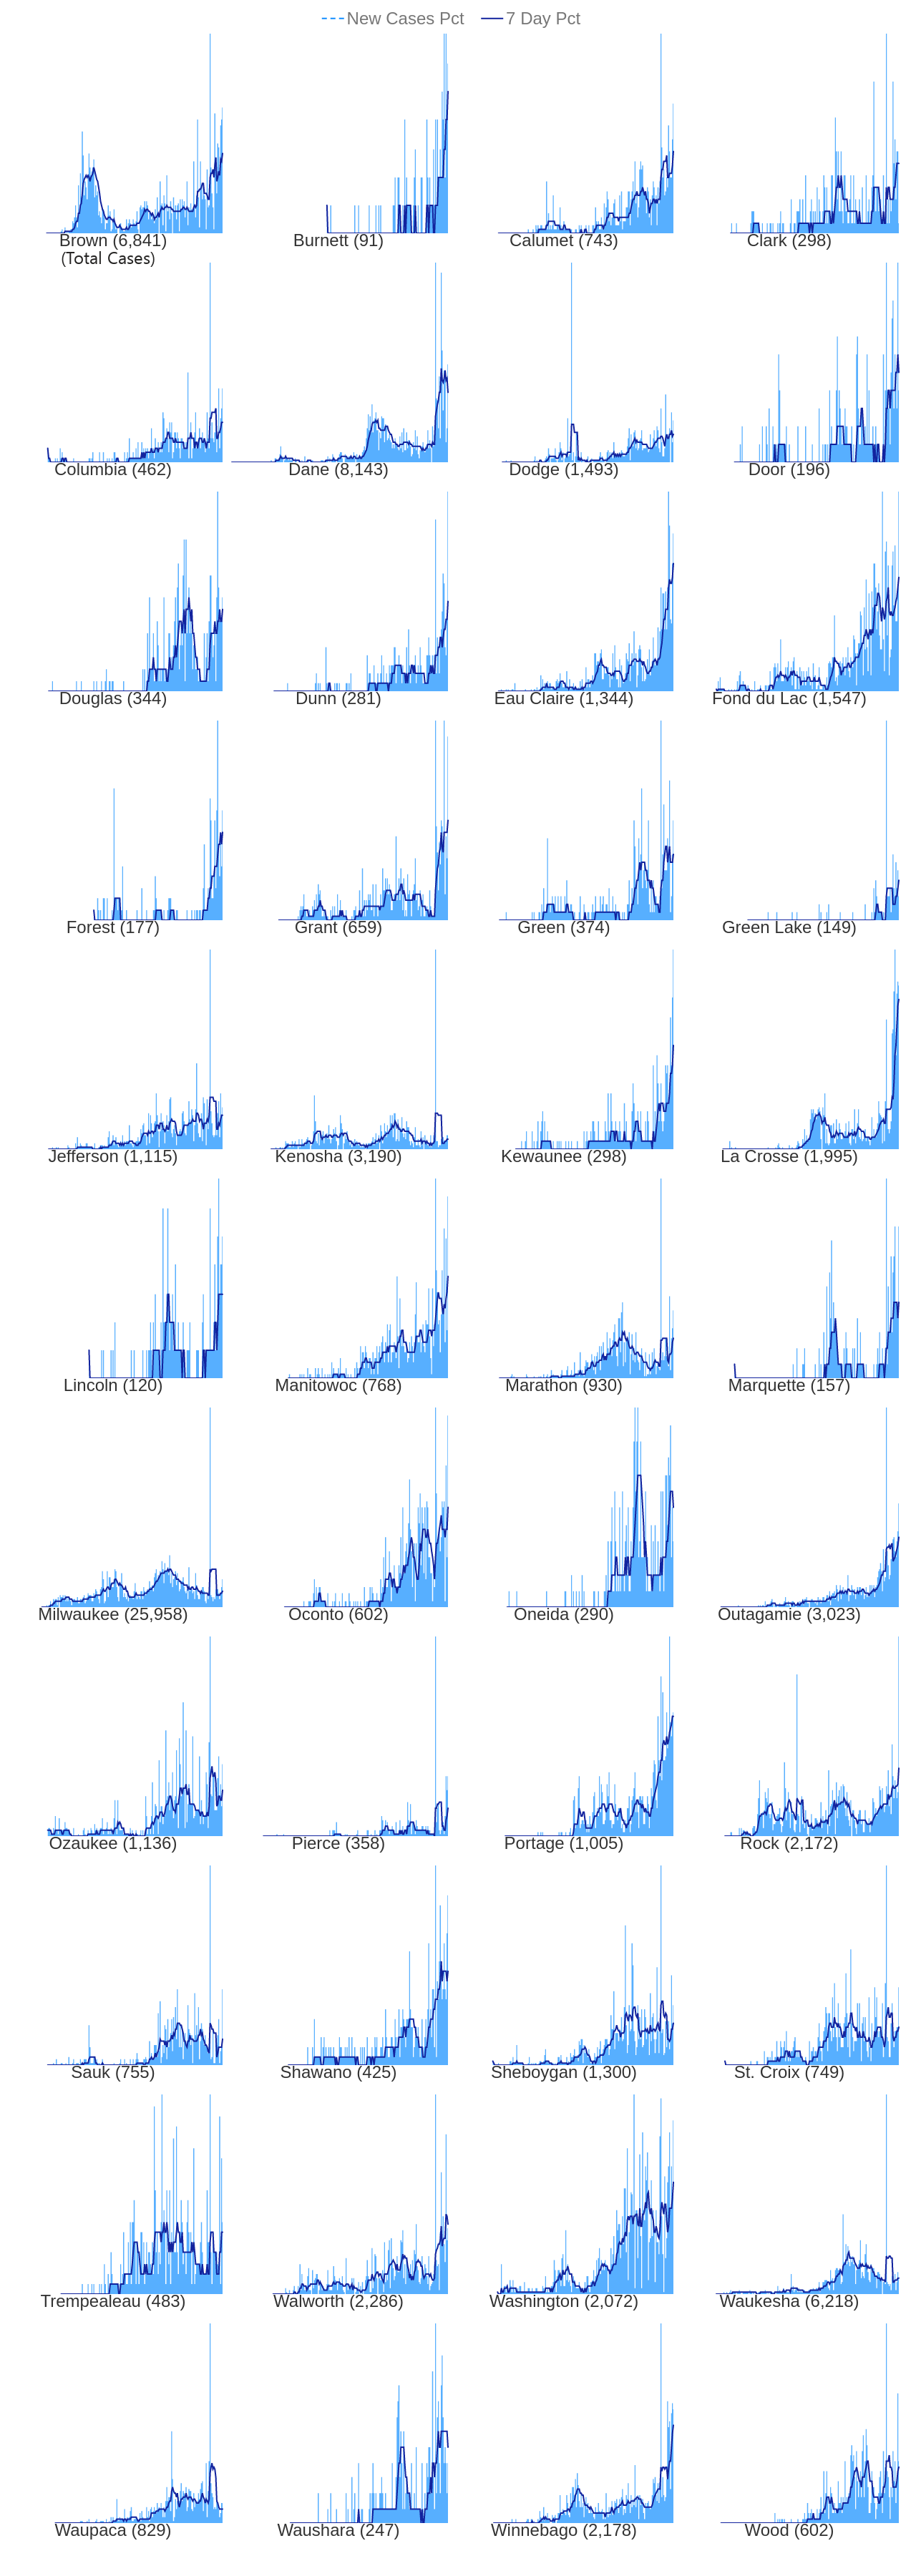 New Cases Pct 7 Day Pct
Brown (6,841) Burnett (91) Calumet (743) Clark (298)
(Total Cases)
Columbia (462) Dane (8,143) Dodge (1,493) Door (196)
Douglas (344) Dunn (281) Eau Claire (1,344) Fond du Lac (1,547)
Forest (177) Grant (659) Green (374) Green Lake (149)
Jefferson (1,115) Kenosha (3,190) Kewaunee (298) La Crosse (1,995)
Lincoln (120) Manitowoc (768) Marathon (930) Marquette (157)
Milwaukee (25,958) Oconto (602) Oneida (290) Outagamie (3,023)
Ozaukee (1,136) Pierce (358) Portage (1,005) Rock (2,172)
Sauk (755) Shawano (425) Sheboygan (1,300) St. Croix (749)
Trempealeau (483) Walworth (2,286) Washington (2,072) Waukesha (6,218)
Waupaca (829) Waushara (247) Winnebago (2,178) Wood (602)